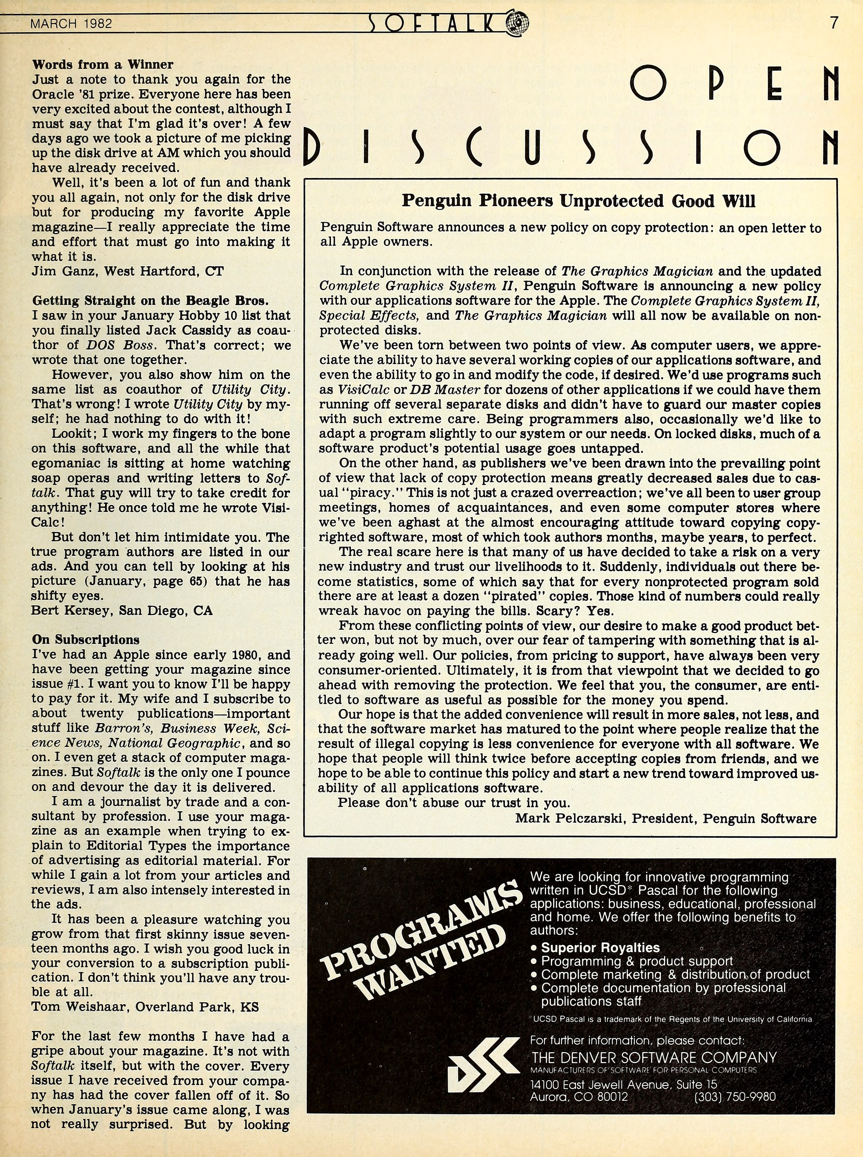 MARCH 1982
SOFTALK
7
Words from a Winner
Just a note to thank you again for the
Oracle '81 prize. Everyone here has been
very excited about the contest, although I
must say that I'm glad it's over! A few
days ago we took a picture of me picking
up the disk drive at AM which you should
have already received.
Well, it's been a lot of fun and thank
you all again, not only for the disk drive
but for producing my favorite Apple
magazine—I really appreciate the time
and effort that must go into making it
what it is.
Jim Ganz, West Hartford, CT
Getting Straight on the Beagle Bros.
I saw in your January Hobby 10 list that
you finally listed Jack Cassidy as coau-
thor of DOS Boss. That's correct; we
wrote that one together.
However, you also show him on the
same list as coauthor of Utility City.
That's wrong! I wrote Utility City by my-
self; he had nothing to do with it!
Lookit; I work my fingers to the bone
on this software, and all the while that
egomaniac is sitting at home watching
soap operas and writing letters to Sof-
talk. That guy will try to take credit for
anything! He once told me he wrote Visi-
Calc!
But don't let him intimidate you. The
true program authors are listed in our
ads. And you can tell by looking at his
picture (January, page 65) that he has
shifty eyes.
Bert Kersey, San Diego, CA
On Subscriptions
I've had an Apple since early 1980, and
have been getting your magazine since
issue #1. I want you to know I'll be happy
to pay for it. My wife and I subscribe to
about twenty publications—important
stuff like Barron's, Business Week, Sci-
ence News, National Geographic, and so
on. I even get a stack of computer maga-
zines. But Softalk is the only one I pounce
on and devour the day it is delivered.
I am a journalist by trade and a con-
sultant by profession. I use your maga-
zine as an example when trying to ex-
plain to Editorial Types the importance
of advertising as editorial material. For
while I gain a lot from your articles and
reviews, I am also intensely interested in
the ads.
It has been a pleasure watching you
grow from that first skinny issue seven-
teen months ago. I wish you good luck in
your conversion to a subscription publi-
cation. I don't think you'll have any trou-
ble at all.
Tom Weishaar, Overland Park, KS
For the last few months I have had a
gripe about your magazine. It's not with
Softalk itself, but with the cover. Every
issue I have received from your compa-
ny has had the cover fallen off of it. So
when January's issue came along, I was
not really surprised. But by looking
OPEN
DISCUSSION
Penguin Pioneers Unprotected Good Will
Penguin Software announces a new policy on copy protection: an open letter to
all Apple owners.
In conjunction with the release of The Graphics Magician and the updated
Complete Graphics System II, Penguin Software is announcing a new policy
with our applications software for the Apple. The Complete Graphics System II,
Special Effects, and The Graphics Magician will all now be available on non-
protected disks.
We've been torn between two points of view. As computer users, we appre-
ciate the ability to have several working copies of our applications software, and
even the ability to go in and modify the code, if desired. We'd use programs such
as VisiCalc or DB Master for dozens of other applications if we could have them
running off several separate disks and didn't have to guard our master copies
with such extreme care. Being programmers also, occasionally we'd like to
adapt a program slightly to our system or our needs. On locked disks, much of a
software product's potential usage goes untapped.
On the other hand, as publishers we've been drawn into the prevailing point
of view that lack of copy protection means greatly decreased sales due to cas-
ual "piracy." This is not just a crazed overreaction; we've all been to user group
meetings, homes of acquaintances, and even some computer stores where
we've been aghast at the almost encouraging attitude toward copying copy-
righted software, most of which took authors months, maybe years, to perfect.
The real scare here is that many of us have decided to take a risk on a very
new industry and trust our livelihoods to it. Suddenly, individuals out there be-
come statistics, some of which say that for every nonprotected program sold
there are at least a dozen "pirated" copies. Those kind of numbers could really
wreak havoc on paying the bills. Scary? Yes.
From these conflicting points of view, our desire to make a good product bet-
ter won, but not by much, over our fear of tampering with something that is al-
ready going well. Our policies, from pricing to support, have always been very
consumer-oriented. Ultimately, it is from that viewpoint that we decided to go
ahead with removing the protection. We feel that you, the consumer, are enti-
tled to software as useful as possible for the money you spend.
Our hope is that the added convenience will result in more sales, not less, and
that the software market has matured to the point where people realize that the
result of illegal copying is less convenience for everyone with all software. We
hope that people will think twice before accepting copies from friends, and we
hope to be able to continue this policy and start a new trend toward improved us-
ability of all applications software.
Please don't abuse our trust in you.
Mark Pelczarski, President, Penguin Software
PROGRAMS
WANTED
We are looking for innovative programming
written in UCSD* Pascal for the following
applications: business, educational, professional
and home. We offer the following benefits to
authors:
• Superior Royalties
• Programming & product support
• Complete marketing & distribution of product
• Complete documentation by professional
publications staff
*UCSD Pascal is a trademark of the Regents of the University of California
DSC
For further information, please contact:
THE DENVER SOFTWARE COMPANY
MANUFACTURERS OF SOFTWARE FOR PERSONAL COMPUTERS
14100 East Jewell Avenue, Suite 15
Aurora, CO 80012 (303) 750-9980